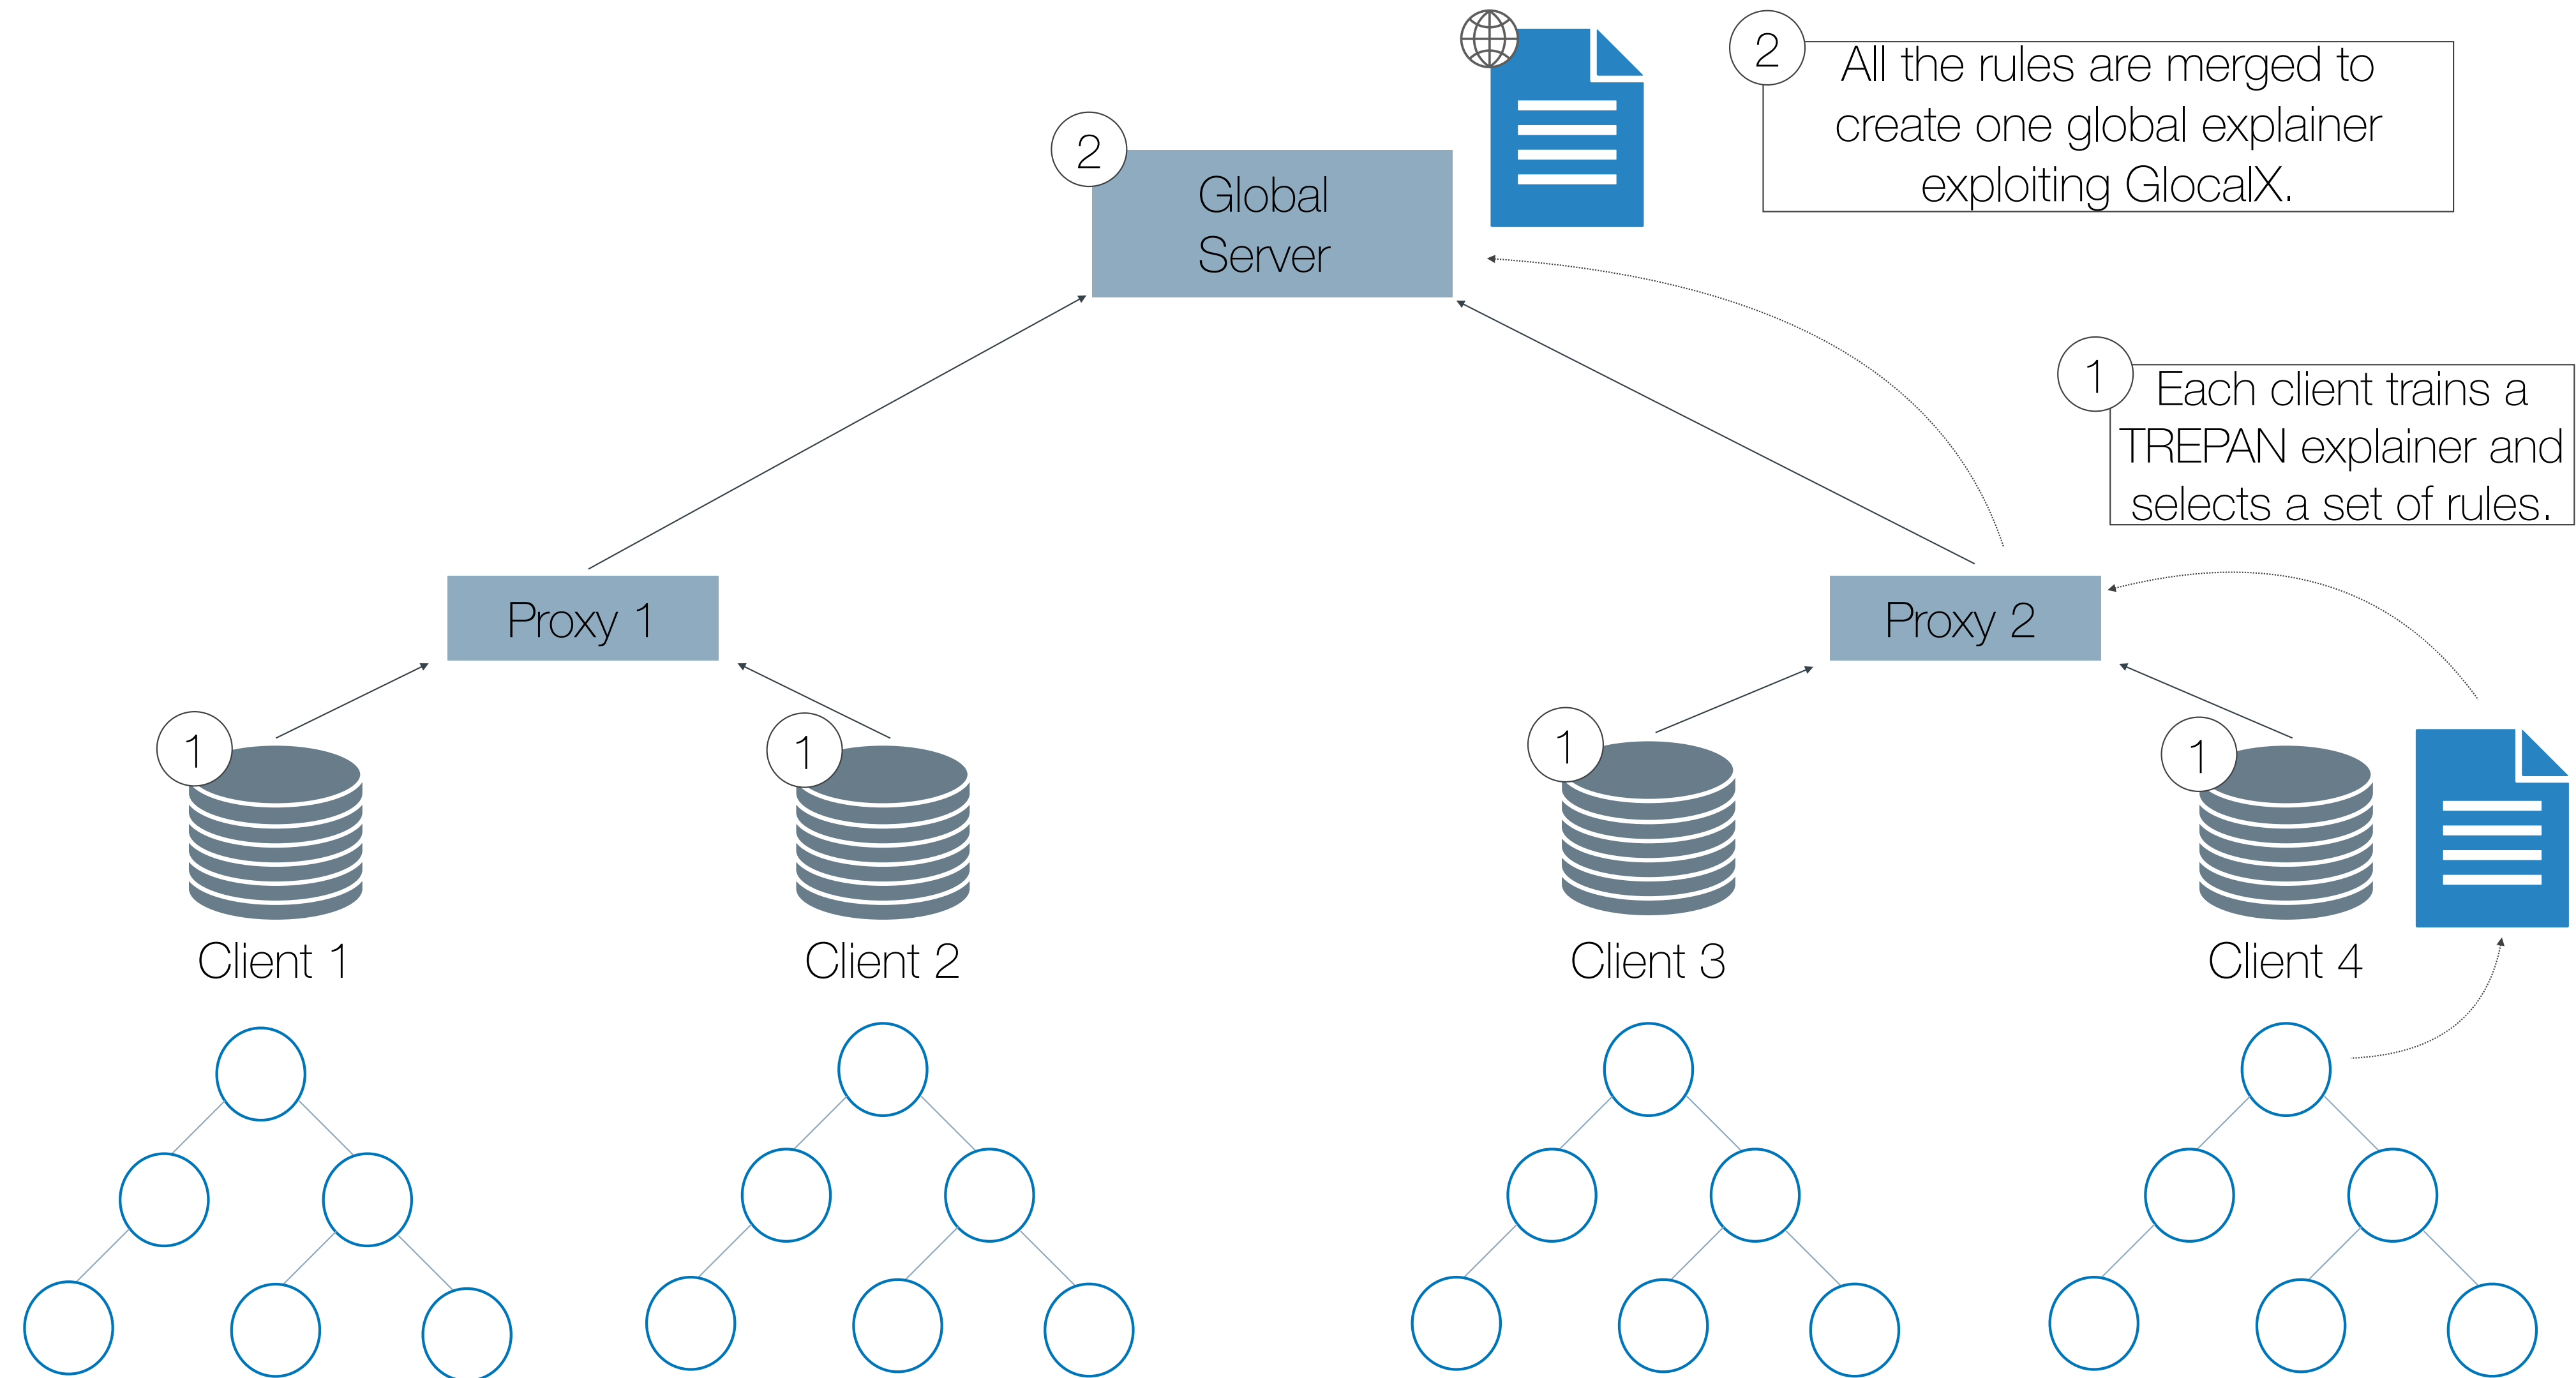 2
All the rules are merged to
create one global explainer
exploiting GlocalX.
2
Global
Server
1
Each client trains a
TREPAN explainer and
selects a set of rules.
Proxy 1
Proxy 2
1
1
1
1
Client 1
Client 2
Client 3
Client 4